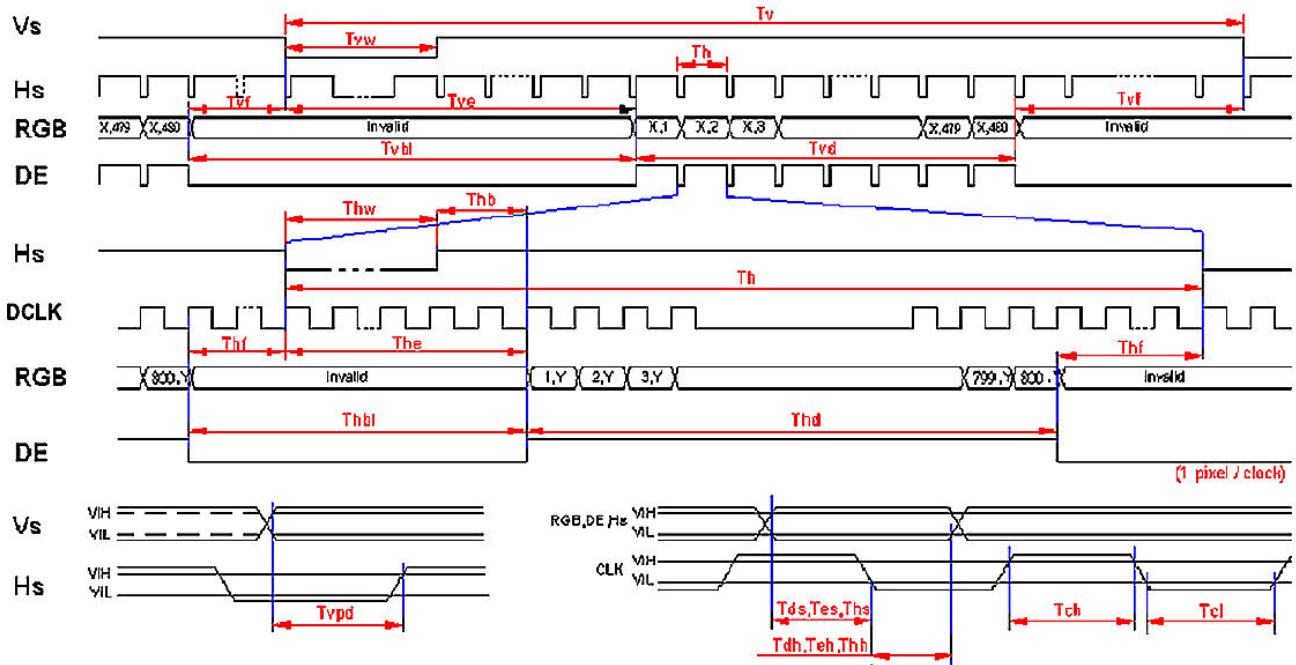 Tv
Vs
Tvw
Th
Hs
Tvf Tve Tvf
RGB X,479 X,480 Invalid X,1 X,2 X,3 X,479 X,480 Invalid
Tvbl Tvd
DE
Thw Thb
Hs
Th
DCLK
Thf The Thf
RGB 800,Y Invalid 1,Y 2,Y 3,Y 799,Y 800,Y Invalid
Thbl Thd
DE
(1 pixel / clock)
Vs VIH VIL
RGB,DE,Hs VIH VIL
Hs VIH VIL
CLK VIH VIL
Tvpd
Tds,Tes,Ths Tch Tcl
Tdh,Teh,Thh